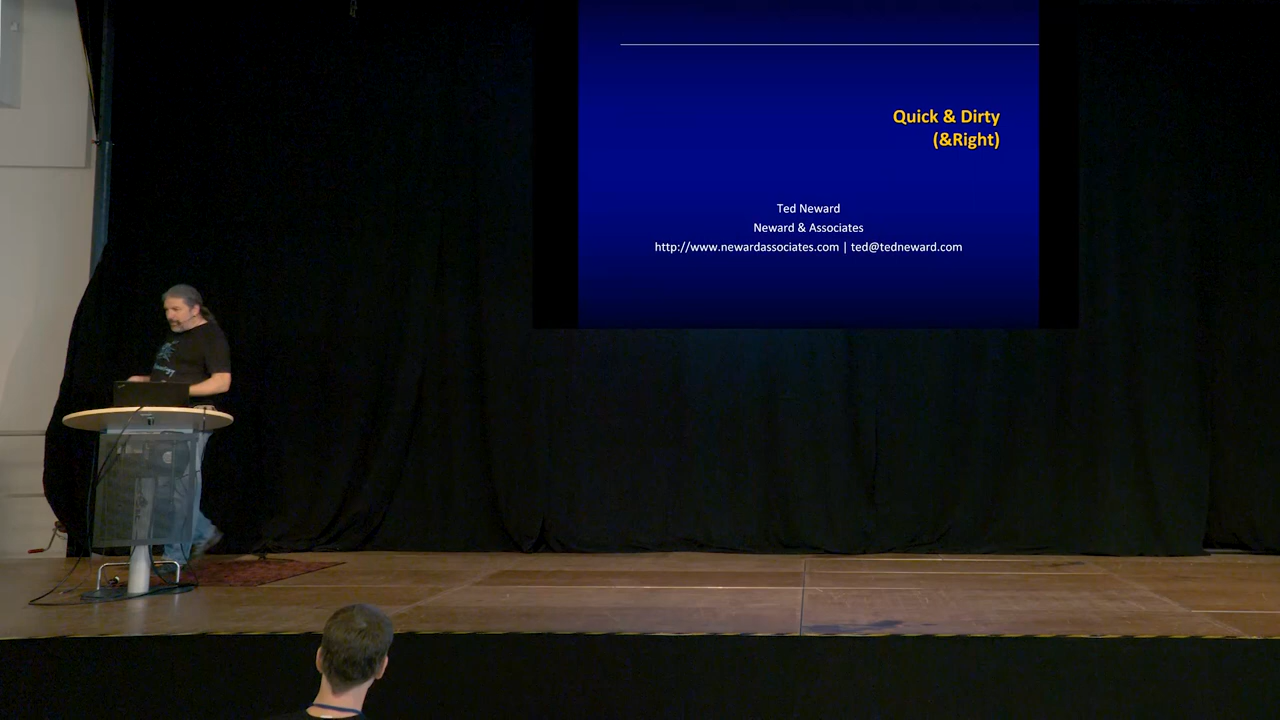 Quick & Dirty
(&Right)
Ted Neward
Neward & Associates
http://www.newardassociates.com | ted@tedneward.com